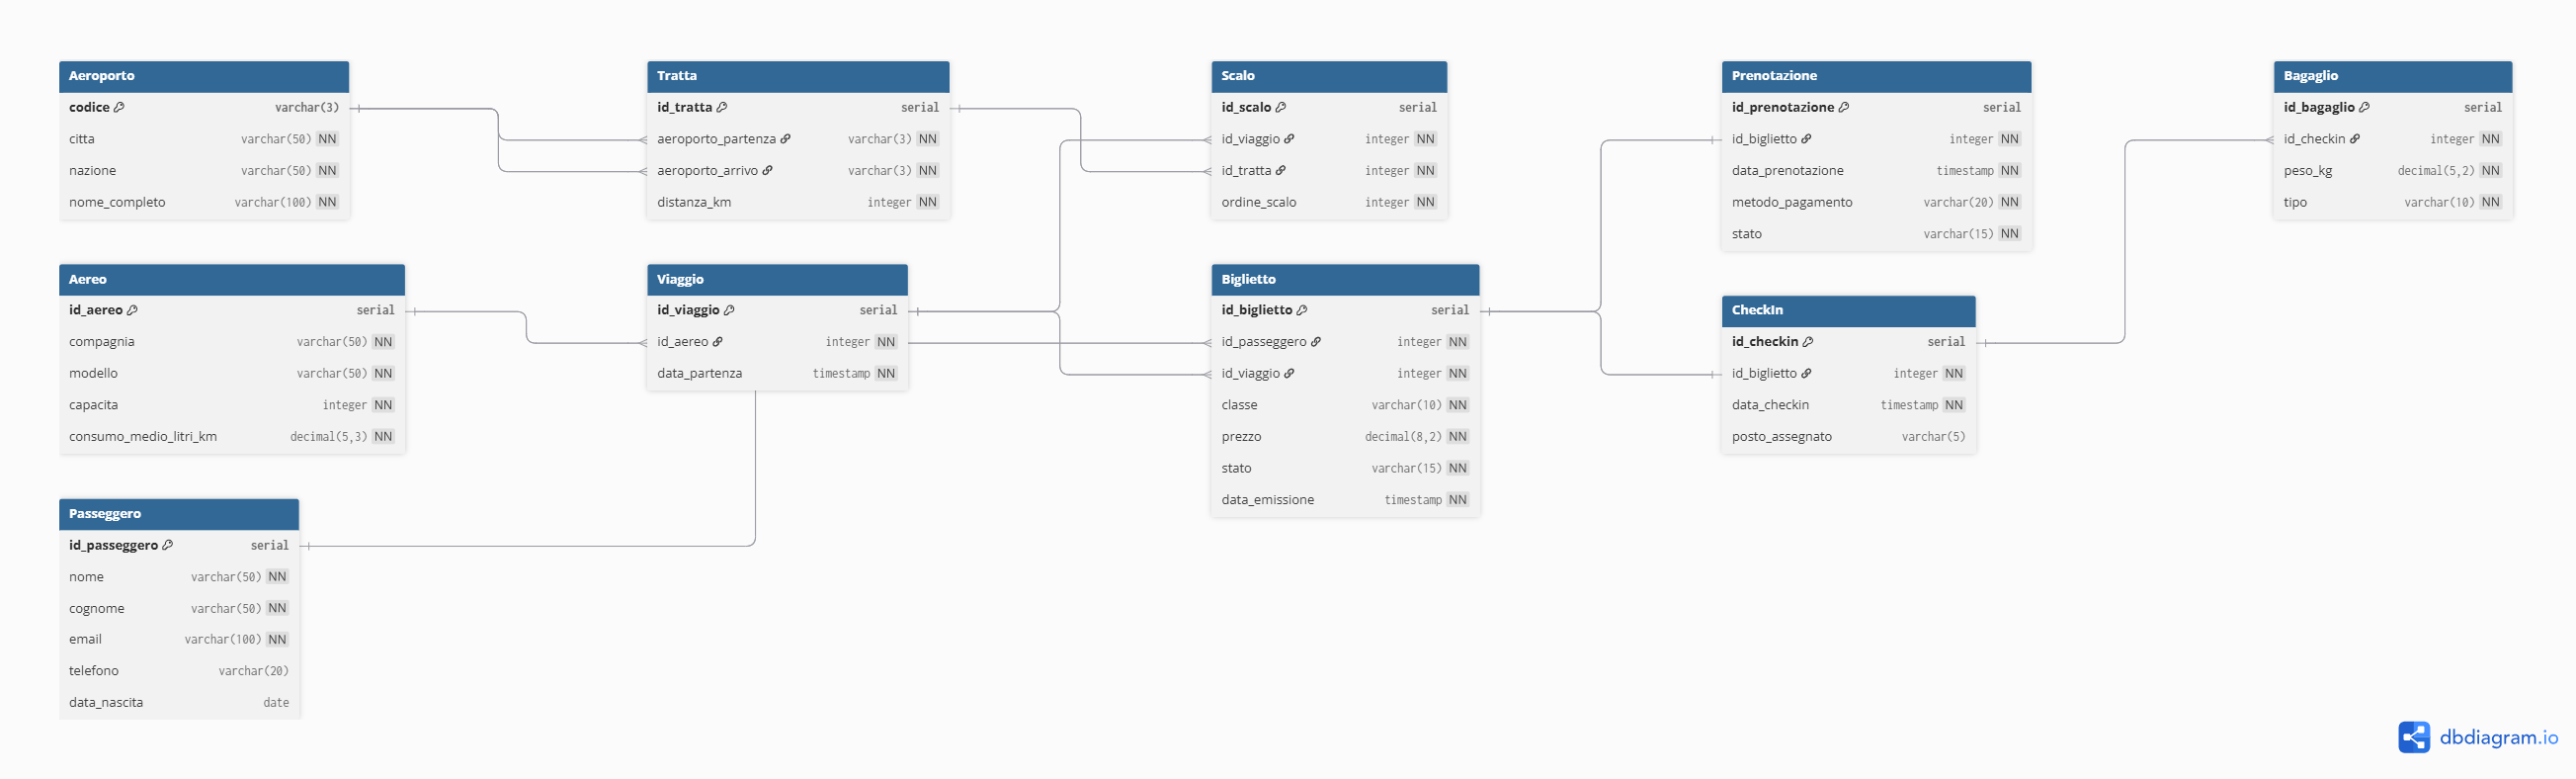 Aeroporto
codice varchar(3)
citta varchar(50) NN
nazione varchar(50) NN
nome_completo varchar(100) NN
Tratta
id_tratta serial
aeroporto_partenza varchar(3) NN
aeroporto_arrivo varchar(3) NN
distanza_km integer NN
Scalo
id_scalo serial
id_viaggio integer NN
id_tratta integer NN
ordine_scalo integer NN
Prenotazione
id_prenotazione serial
id_biglietto integer NN
data_prenotazione timestamp NN
metodo_pagamento varchar(20) NN
stato varchar(15) NN
Bagaglio
id_bagaglio serial
id_checkin integer NN
peso_kg decimal(5,2) NN
tipo varchar(10) NN
Aereo
id_aereo serial
compagnia varchar(50) NN
modello varchar(50) NN
capacita integer NN
consumo_medio_litri_km decimal(5,3) NN
Viaggio
id_viaggio serial
id_aereo integer NN
data_partenza timestamp NN
Biglietto
id_biglietto serial
id_passeggero integer NN
id_viaggio integer NN
classe varchar(10) NN
prezzo decimal(8,2) NN
stato varchar(15) NN
data_emissione timestamp NN
CheckIn
id_checkin serial
id_biglietto integer NN
data_checkin timestamp NN
posto_assegnato varchar(5)
Passeggero
id_passeggero serial
nome varchar(50) NN
cognome varchar(50) NN
email varchar(100) NN
telefono varchar(20)
data_nascita date
dbdiagram.io